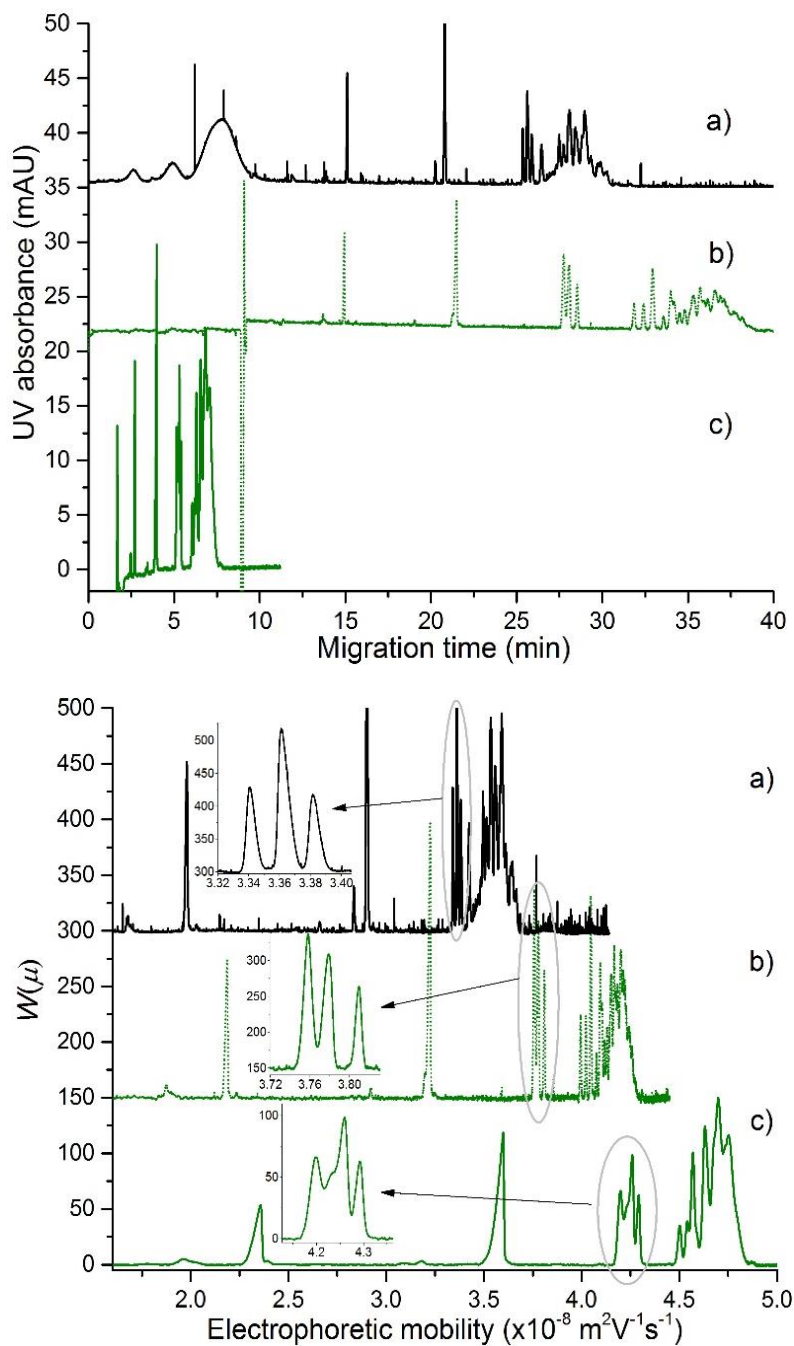 50
45
40
35
30
25
20
15
10
5
0
UV absorbance (mAU)
a)
b)
c)
0 5 10 15 20 25 30 35 40
Migration time (min)
500
450
400
350
300
250
200
150
100
50
0
W(μ)
a)
500
450
400
350
300
3.32 3.34 3.36 3.38 3.40
b)
300
250
200
150
3.72 3.76 3.80
c)
100
50
0
4.2 4.3
2.0 2.5 3.0 3.5 4.0 4.5 5.0
Electrophoretic mobility (x10⁻⁸ m²V⁻¹s⁻¹)